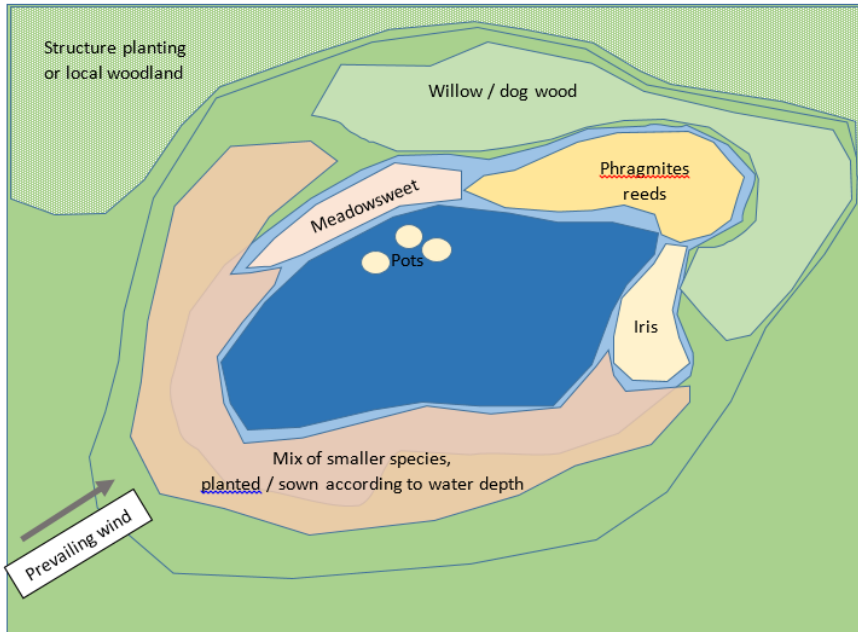 Structure planting
or local woodland
Willow / dog wood
Phragmites
reeds
Meadowsweet
Pots
Iris
Mix of smaller species,
planted / sown according to water depth
Prevailing wind